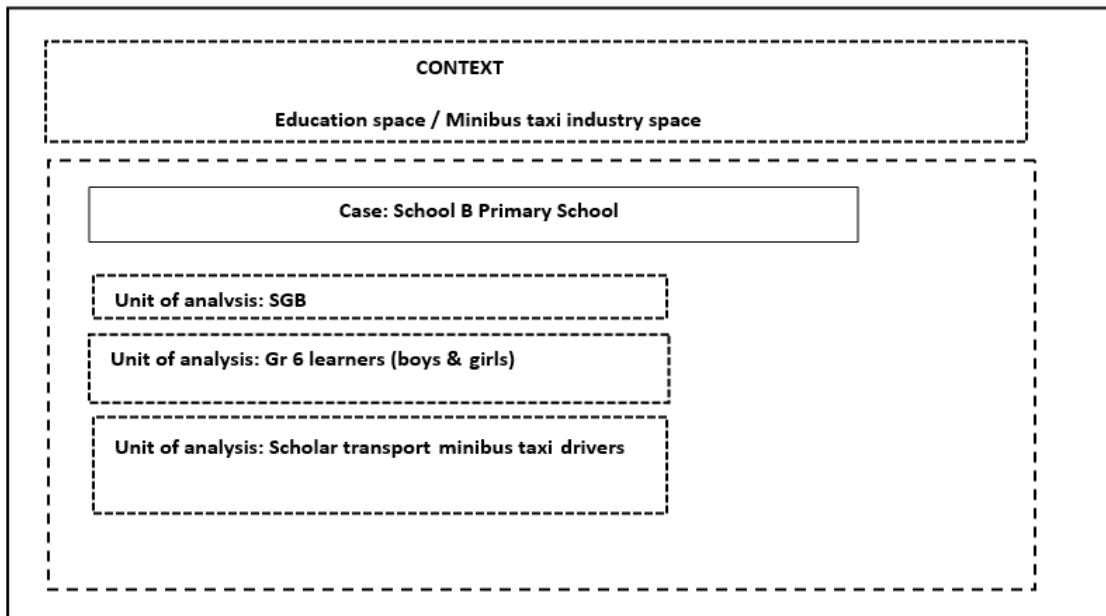 CONTEXT
Education space / Minibus taxi industry space
Case: School B Primary School
Unit of analysis: SGB
Unit of analysis: Gr 6 learners (boys & girls)
Unit of analysis: Scholar transport minibus taxi drivers